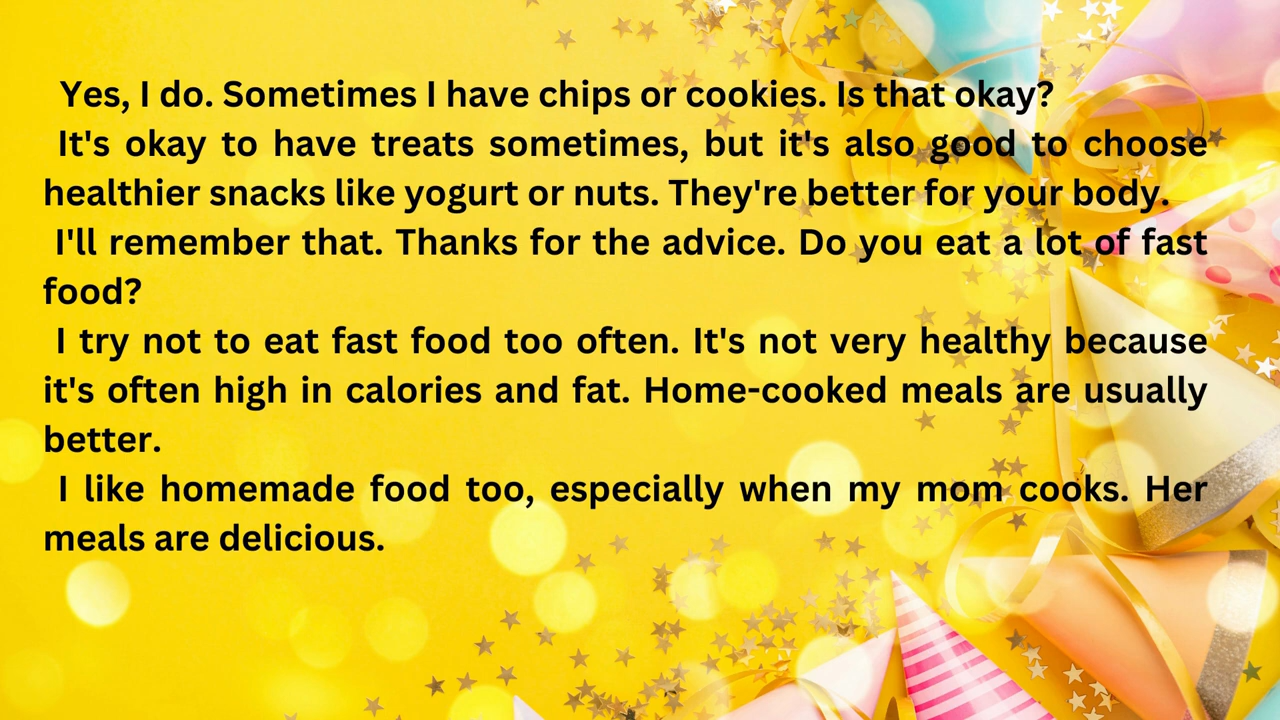 Yes, I do. Sometimes I have chips or cookies. Is that okay?
It's okay to have treats sometimes, but it's also good to choose
healthier snacks like yogurt or nuts. They're better for your body.
I'll remember that. Thanks for the advice. Do you eat a lot of fast
food?
I try not to eat fast food too often. It's not very healthy because
it's often high in calories and fat. Home-cooked meals are usually
better.
I like homemade food too, especially when my mom cooks. Her
meals are delicious.